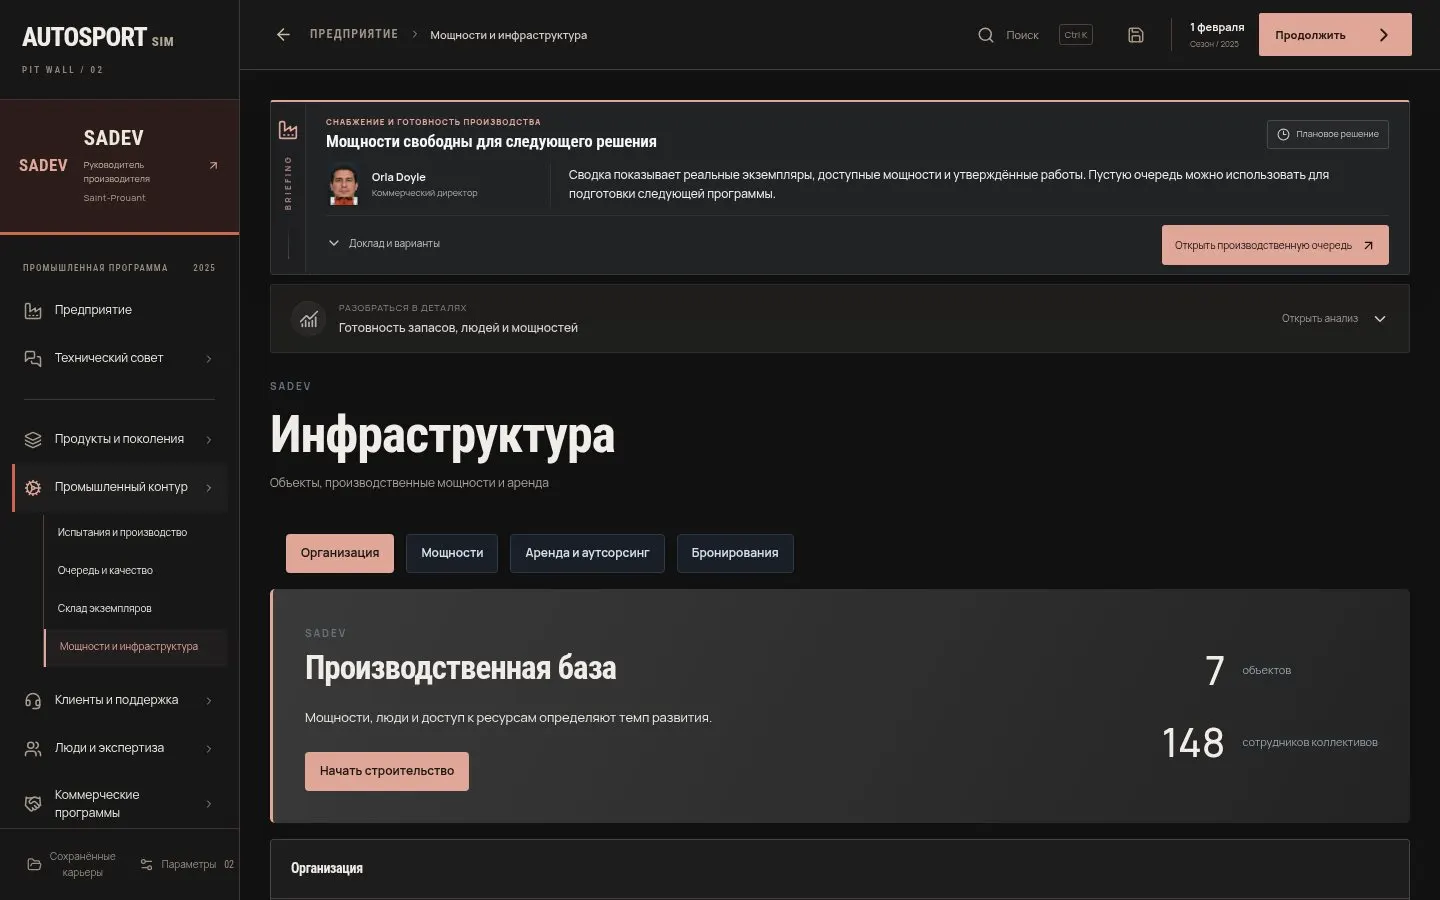 AUTOSPORT SIM
PIT WALL / 02
SADEV
SADEV
Руководитель
производителя
Saint-Prouant
ПРОМЫШЛЕННАЯ ПРОГРАММА 2025
Предприятие
Технический совет
Продукты и поколения
Промышленный контур
Испытания и производство
Очередь и качество
Склад экземпляров
Мощности и инфраструктура
Клиенты и поддержка
Люди и экспертиза
Коммерческие
программы
Сохранённые
карьеры
Параметры 02
ПРЕДПРИЯТИЕ
Мощности и инфраструктура
Поиск
Ctrl K
1 февраля
Сезон / 2025
Продолжить
BRIEFING
СНАБЖЕНИЕ И ГОТОВНОСТЬ ПРОИЗВОДСТВА
Мощности свободны для следующего решения
Плановое решение
Orla Doyle
Коммерческий директор
Сводка показывает реальные экземпляры, доступные мощности и утверждённые работы. Пустую очередь можно использовать для
подготовки следующей программы.
Доклад и варианты
Открыть производственную очередь
РАЗОБРАТЬСЯ В ДЕТАЛЯХ
Готовность запасов, людей и мощностей
Открыть анализ
SADEV
Инфраструктура
Объекты, производственные мощности и аренда
Организация
Мощности
Аренда и аутсорсинг
Бронирования
SADEV
Производственная база
Мощности, люди и доступ к ресурсам определяют темп развития.
Начать строительство
7 объектов
148 сотрудников коллективов
Организация